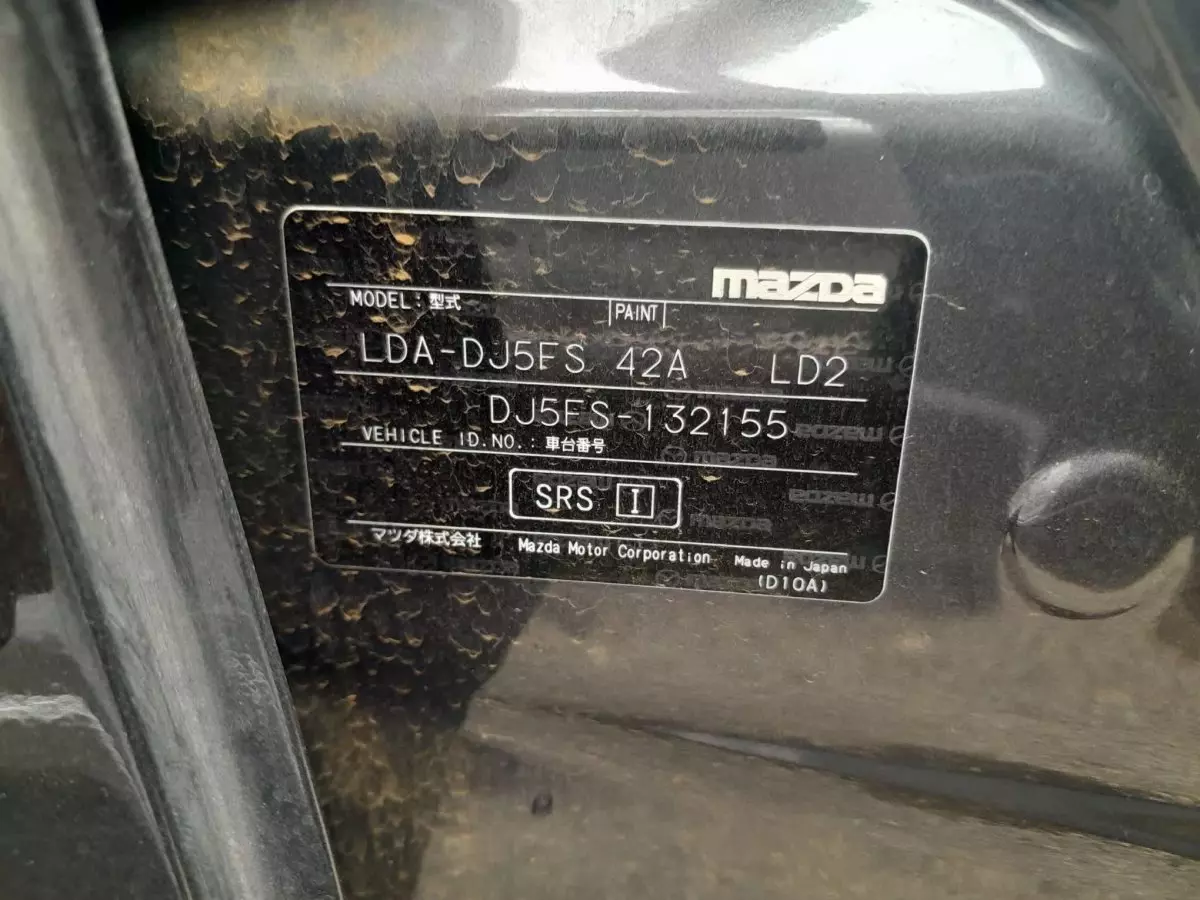 mazda
MODEL : 型式
PAINT
LDA-DJ5FS 42A LD2
DJ5FS-132155
VEHICLE ID.NO. : 車台番号
SRS I
マツダ株式会社 Mazda Motor Corporation Made in Japan
(D10A)